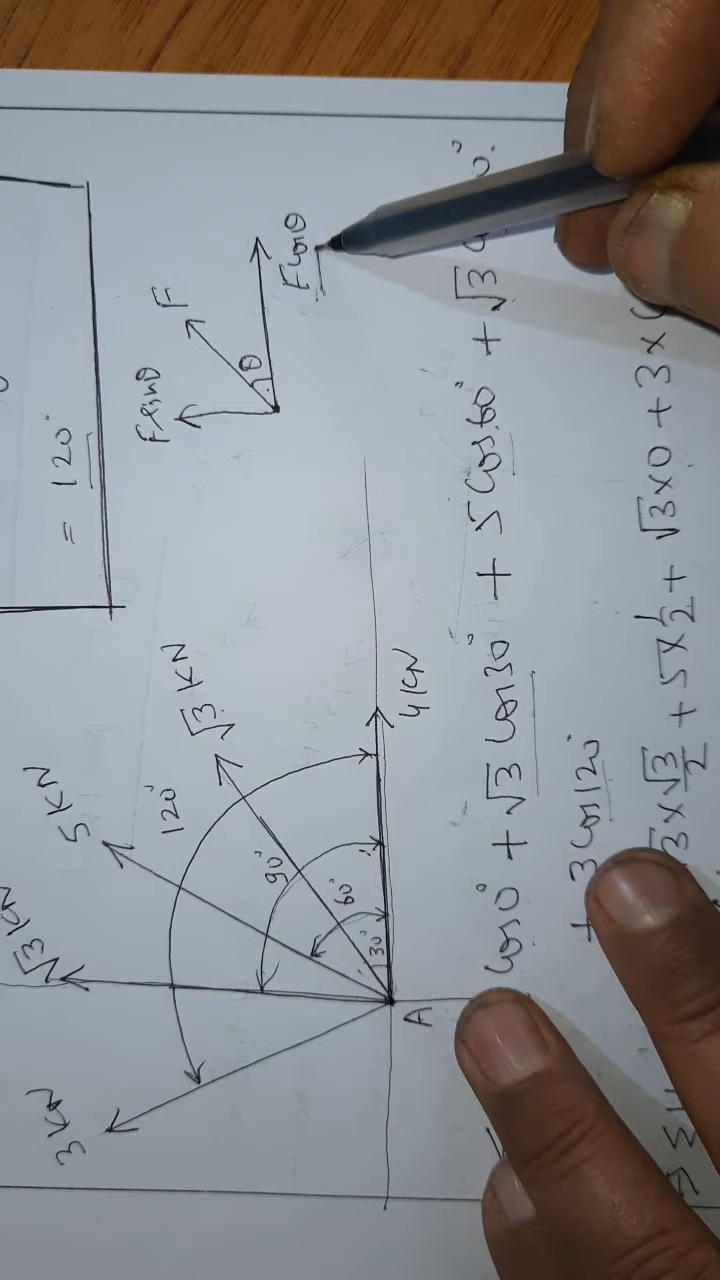 = 120°
F sinθ
F
θ
F cosθ
3 KN
√3 KN
5 KN
√3 KN
4 KN
120°
90°
60°
30°
A
cos0° + √3 cos30° + 5 cos60° + √3
+ 3 cos120°
3 x √3/2 + 5 x 1/2 + √3 x 0 + 3 x